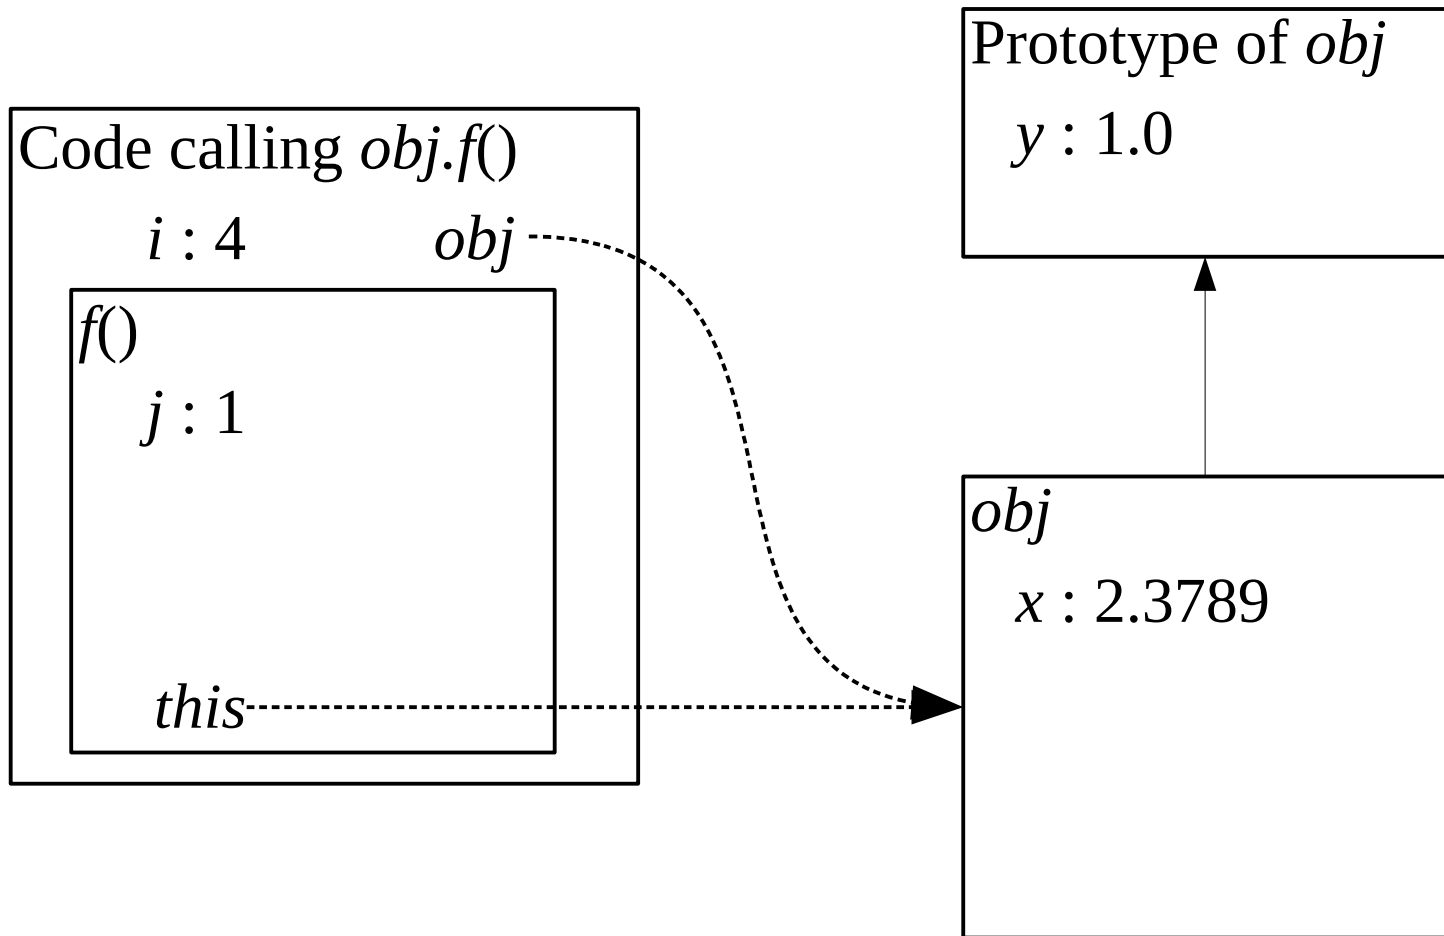 Code calling obj.f()
i : 4
obj
f()
j : 1
this
Prototype of obj
y : 1.0
obj
x : 2.3789